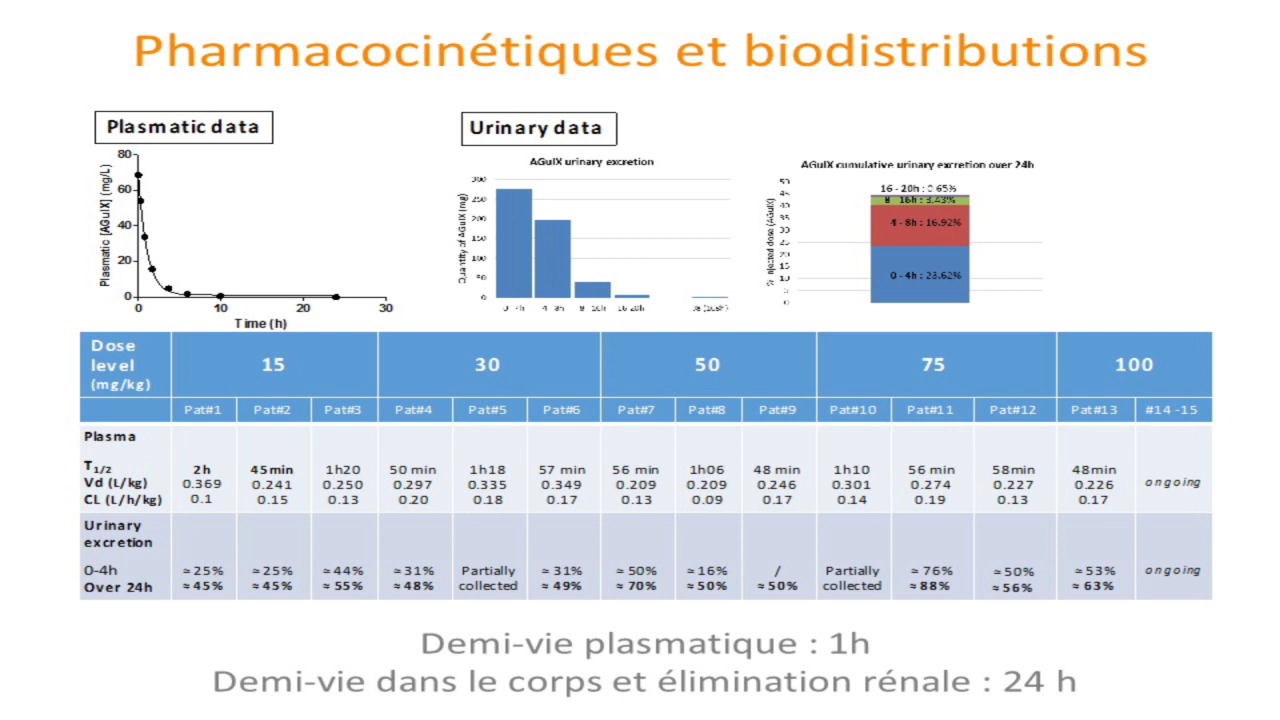 Pharmacocinétiques et biodistributions
Plasmatic data
Urinary data
80
60
40
20
0
0
10
20
30
Plasmatic [AGuIX] (mg/L)
Time (h)
AGuIX urinary excretion
300
250
200
150
100
50
0
Quantity of AGuIX (mg)
0 - 4h
4 - 8h
8 - 16h
16-20h
AGuIX cumulative urinary excretion over 24h
50
45
40
35
30
25
20
15
10
5
0
% injected dose (AGuIX)
16 - 20h : 0.65%
8 - 16h : 3.43%
4 - 8h : 16.92%
0 - 4h : 23.62%
Dose level (mg/kg) 15 30 50 75 100
Pat#1 Pat#2 Pat#3 Pat#4 Pat#5 Pat#6 Pat#7 Pat#8 Pat#9 Pat#10 Pat#11 Pat#12 Pat#13 #14 -15
Plasma
T1/2 2h 45min 1h20 50 min 1h18 57 min 56 min 1h06 48 min 1h10 56 min 58min 48min
Vd (L/kg) 0.369 0.241 0.250 0.297 0.335 0.349 0.209 0.209 0.246 0.301 0.274 0.227 0.226 ongoing
CL (L/h/kg) 0.1 0.15 0.13 0.20 0.18 0.17 0.13 0.09 0.17 0.14 0.19 0.13 0.17
Urinary
excretion
0-4h ≈25% ≈25% ≈44% ≈31% Partially ≈ 31% ≈ 50% ≈16% / Partially ≈ 76% ≈50% ≈53% ongoing
Over 24h ≈45% ≈45% ≈ 55% ≈48% collected ≈ 49% ≈ 70% ≈50% ≈50% collected ≈88% ≈ 56% ≈ 63%
Demi-vie plasmatique : 1h
Demi-vie dans le corps et élimination rénale : 24 h